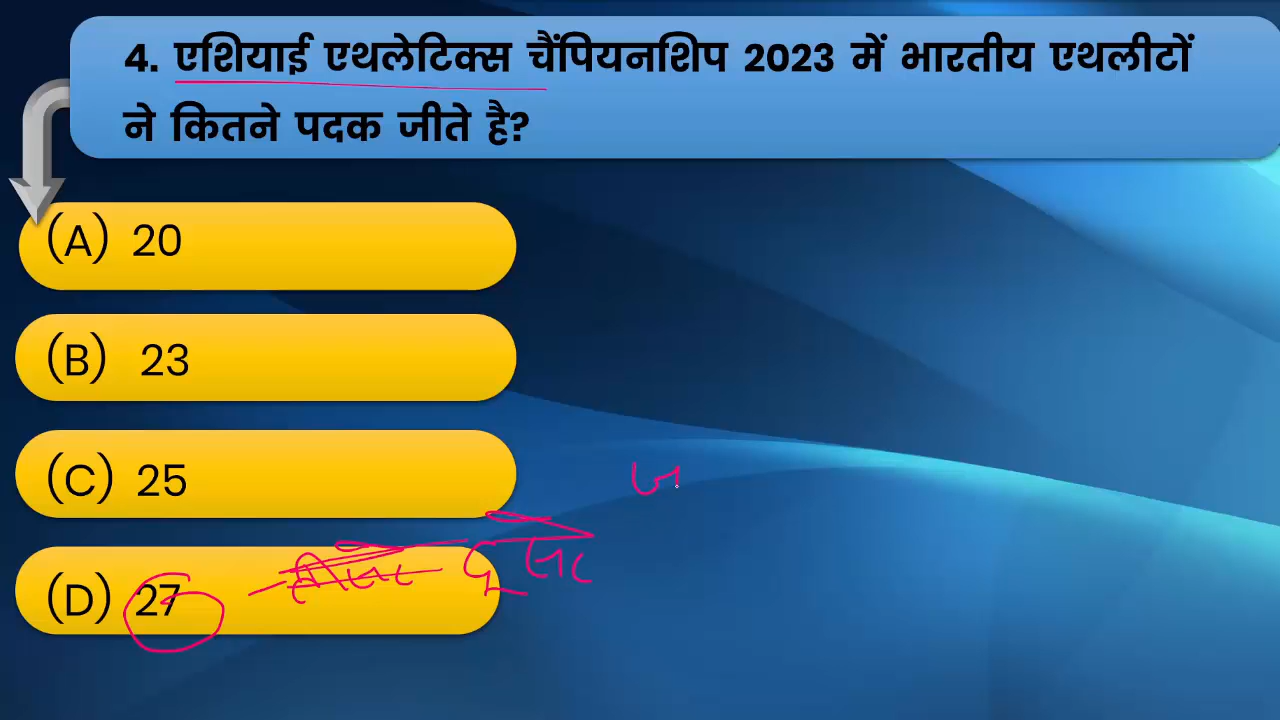 4. एशियाई एथलेटिक्स चैंपियनशिप 2023 में भारतीय एथलीटों
ने कितने पदक जीते है?
(A) 20
(B) 23
(C) 25
(D) 27